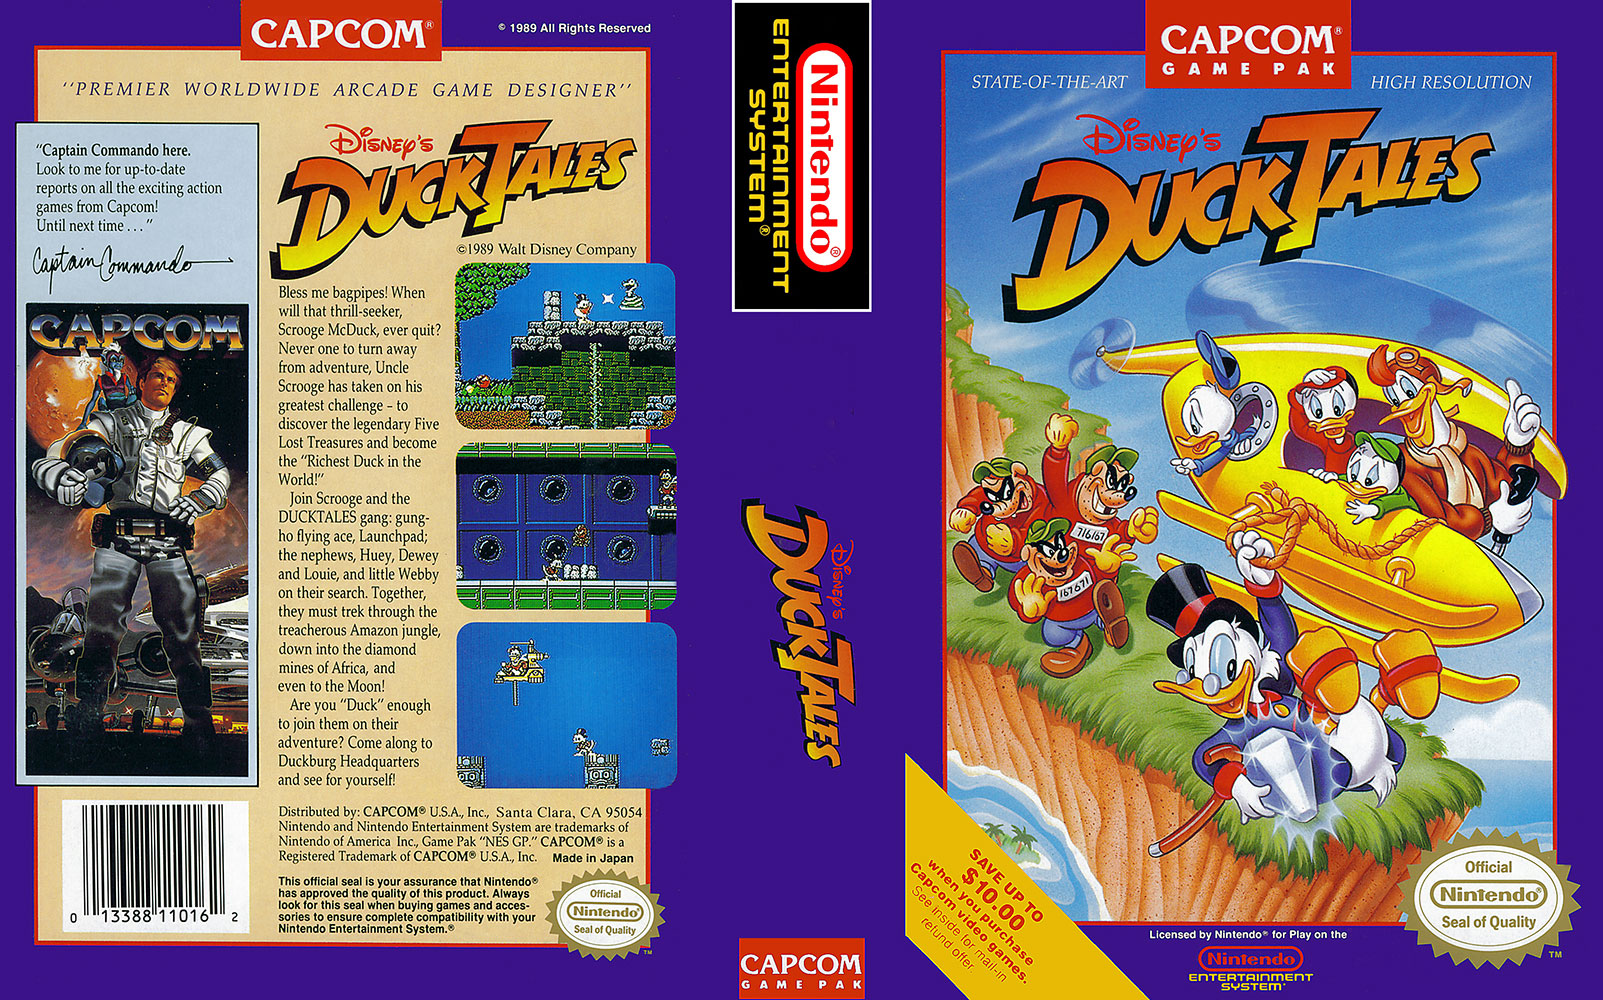 CAPCOM®
© 1989 All Rights Reserved
"PREMIER WORLDWIDE ARCADE GAME DESIGNER"
"Captain Commando here.
Look to me for up-to-date
reports on all the exciting action
games from Capcom!
Until next time . . ."
Captain Commando
CAPCOM
DISNEY'S
DUCKTALES
©1989 Walt Disney Company
Bless me bagpipes! When
will that thrill-seeker,
Scrooge McDuck, ever quit?
Never one to turn away
from adventure, Uncle
Scrooge has taken on his
greatest challenge – to
discover the legendary Five
Lost Treasures and become
the "Richest Duck in the
World!"
Join Scrooge and the
DUCKTALES gang: gung-
ho flying ace, Launchpad;
the nephews, Huey, Dewey
and Louie, and little Webby
on their search. Together,
they must trek through the
treacherous Amazon jungle,
down into the diamond
mines of Africa, and
even to the Moon!
Are you "Duck" enough
to join them on their
adventure? Come along to
Duckburg Headquarters
and see for yourself!
0 13388 11016 2
Distributed by: CAPCOM® U.S.A., Inc., Santa Clara, CA 95054
Nintendo and Nintendo Entertainment System are trademarks of
Nintendo of America Inc., Game Pak "NES GP." CAPCOM® is a
Registered Trademark of CAPCOM® U.S.A., Inc. Made in Japan
This official seal is your assurance that Nintendo®
has approved the quality of this product. Always
look for this seal when buying games and acces-
sories to ensure complete compatibility with your
Nintendo Entertainment System.®
Official
Nintendo®
Seal of Quality
TM
Nintendo®
ENTERTAINMENT
SYSTEM®
DISNEY'S
DUCKTALES
CAPCOM
GAME PAK
CAPCOM®
GAME PAK
STATE-OF-THE-ART
HIGH RESOLUTION
DISNEY'S
DUCKTALES
716167
167671
SAVE UP TO
$10.00
when you purchase
Capcom video games.
See inside for mail-in
refund offer.
Licensed by Nintendo® for Play on the
Nintendo
ENTERTAINMENT
SYSTEM®
Official
Nintendo®
Seal of Quality
TM